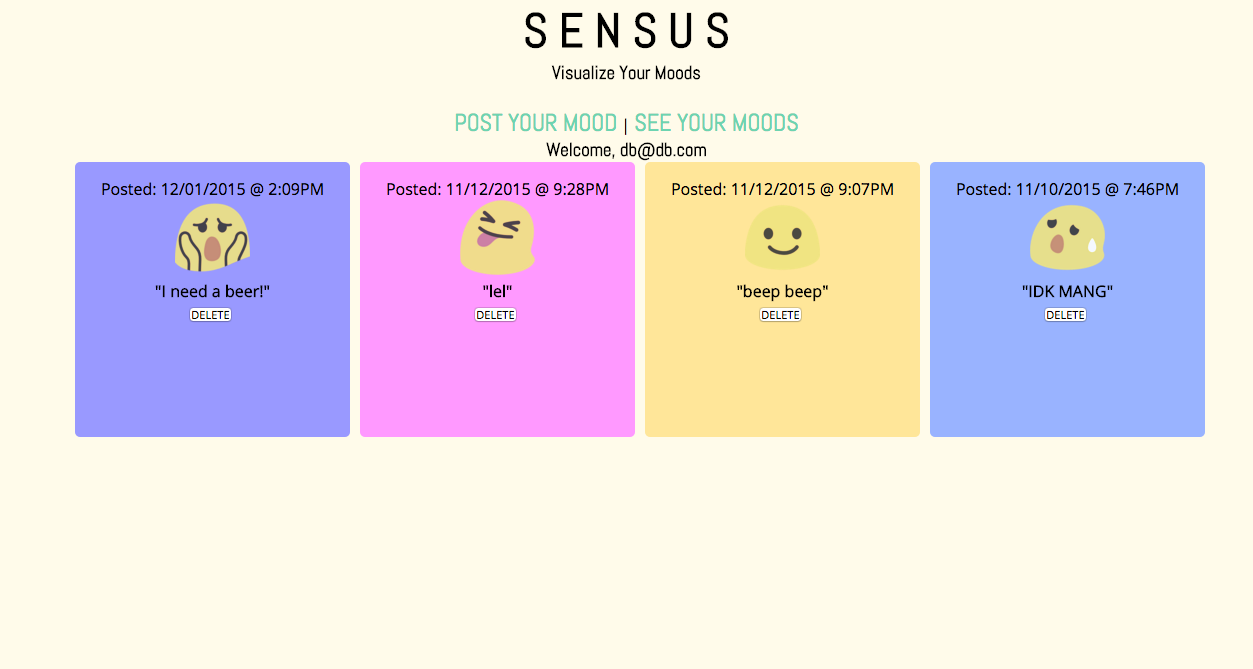 SENSUS
Visualize Your Moods
POST YOUR MOOD | SEE YOUR MOODS
Welcome, db@db.com
Posted: 12/01/2015 @ 2:09PM
"I need a beer!"
DELETE
Posted: 11/12/2015 @ 9:28PM
"lel"
DELETE
Posted: 11/12/2015 @ 9:07PM
"beep beep"
DELETE
Posted: 11/10/2015 @ 7:46PM
"IDK MANG"
DELETE